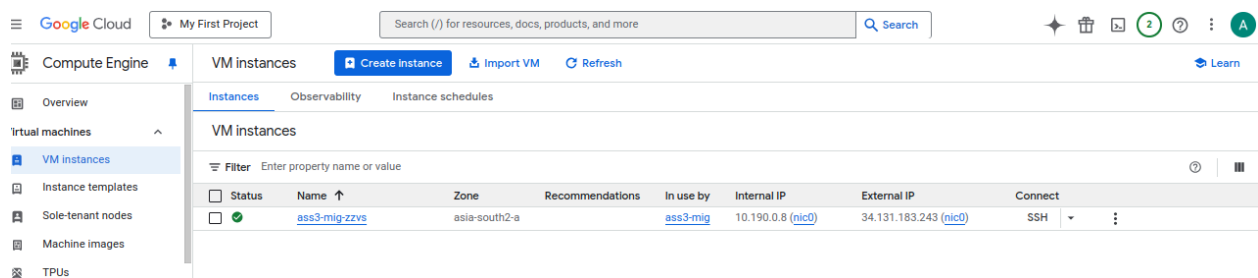 Google Cloud My First Project Search (/) for resources, docs, products, and more Search 2 A
Compute Engine VM instances Create Instance Import VM Refresh Learn
Overview Instances Observability Instance schedules
irtual machines VM instances
VM instances Filter Enter property name or value
Instance templates Status Name Zone Recommendations In use by Internal IP External IP Connect
Sole-tenant nodes ass3-mig-zzvs asia-south2-a ass3-mig 10.190.0.8 (nic0) 34.131.183.243 (nic0) SSH
Machine images
TPUs